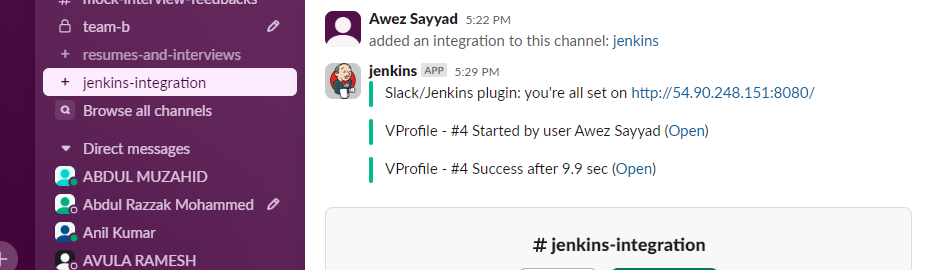 mock-interview-feedbacks
team-b
resumes-and-interviews
jenkins-integration
Browse all channels
Direct messages
ABDUL MUZAHID
Abdul Razzak Mohammed
Anil Kumar
AVULA RAMESH
Awez Sayyad 5:22 PM
added an integration to this channel: jenkins
jenkins APP 5:29 PM
Slack/Jenkins plugin: you're all set on http://54.90.248.151:8080/
VProfile - #4 Started by user Awez Sayyad (Open)
VProfile - #4 Success after 9.9 sec (Open)
# jenkins-integration